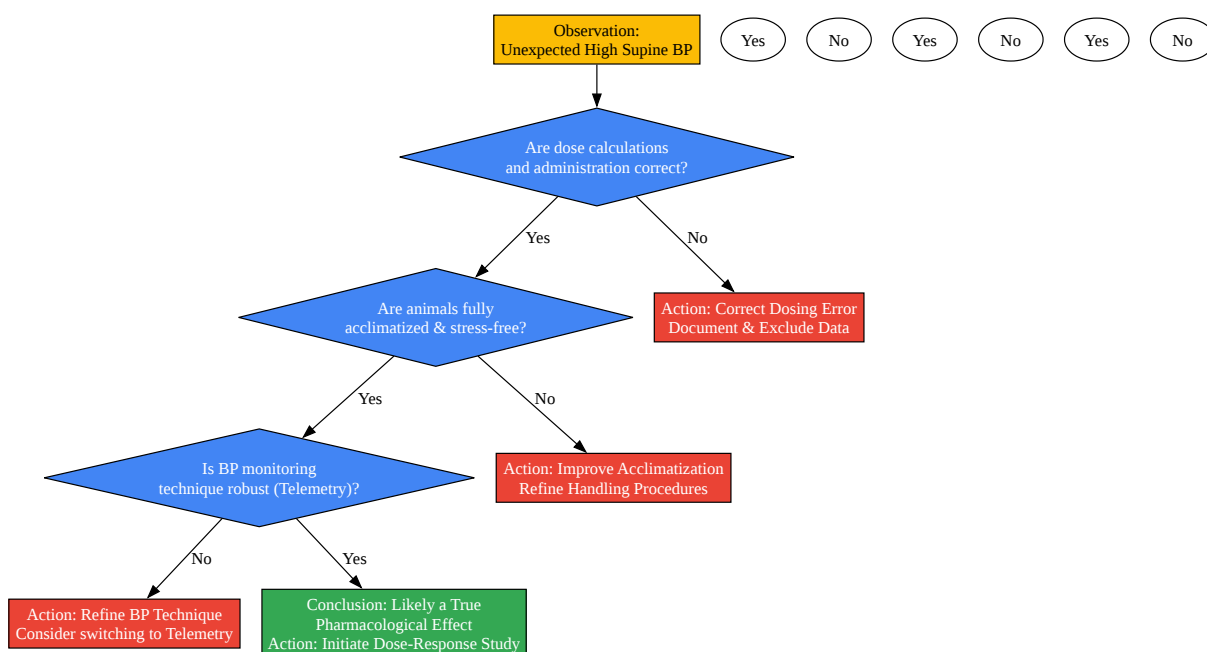 Observation:
Unexpected High Supine BP
Yes
No
Yes
No
Yes
No
Are dose calculations
and administration correct?
Yes
No
Are animals fully
acclimatized & stress-free?
Action: Correct Dosing Error
Document & Exclude Data
Yes
No
Is BP monitoring
technique robust (Telemetry)?
Action: Improve Acclimatization
Refine Handling Procedures
No
Yes
Action: Refine BP Technique
Consider switching to Telemetry
Conclusion: Likely a True
Pharmacological Effect
Action: Initiate Dose-Response Study